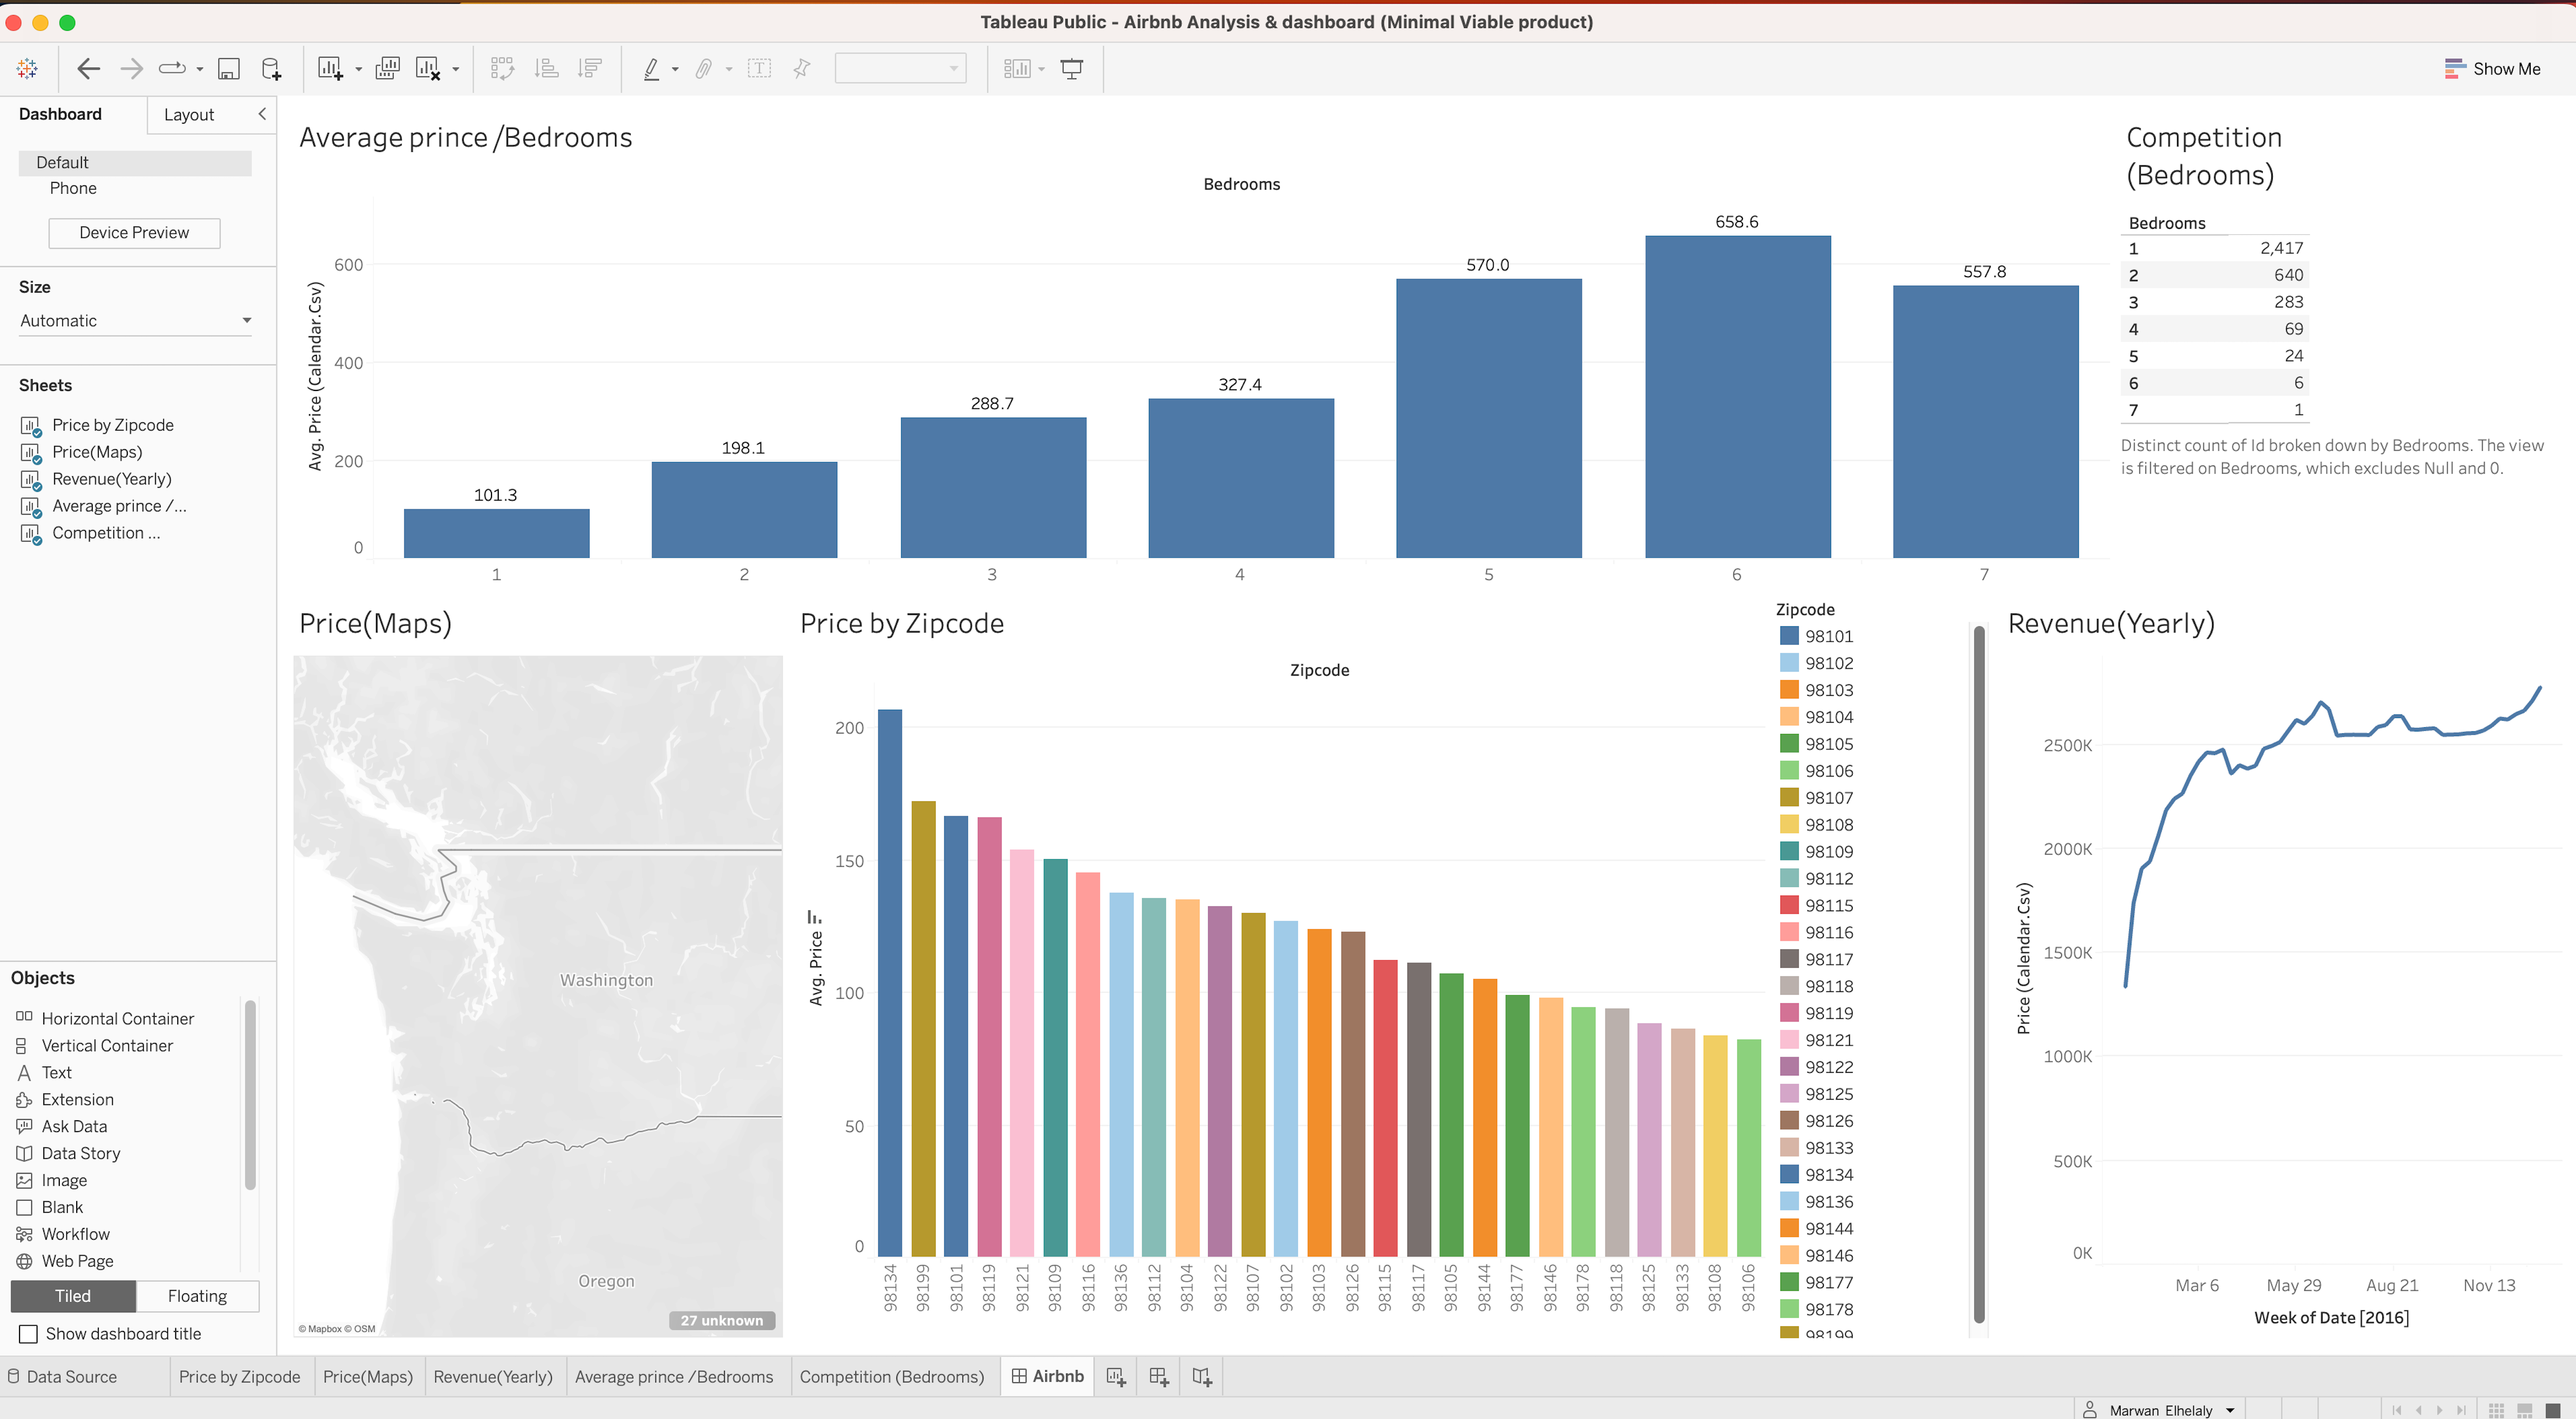 Tableau Public - Airbnb Analysis & dashboard (Minimal Viable product)
Show Me
Dashboard
Layout
Default
Phone
Device Preview
Size
Automatic
Sheets
Price by Zipcode
Price(Maps)
Revenue(Yearly)
Average prince /...
Competition ...
Objects
Horizontal Container
Vertical Container
Text
Extension
Ask Data
Data Story
Image
Blank
Workflow
Web Page
Tiled
Floating
Show dashboard title
Average prince /Bedrooms
Bedrooms
Avg. Price (Calendar.Csv)
600
400
200
0
101.3
198.1
288.7
327.4
570.0
658.6
557.8
1
2
3
4
5
6
7
Competition
(Bedrooms)
Bedrooms
1 2,417
2 640
3 283
4 69
5 24
6 6
7 1
Distinct count of Id broken down by Bedrooms. The view
is filtered on Bedrooms, which excludes Null and 0.
Price(Maps)
Washington
Oregon
© Mapbox © OSM
27 unknown
Price by Zipcode
Zipcode
Avg. Price
200
150
100
50
0
98134
98199
98101
98119
98121
98109
98116
98136
98112
98104
98122
98107
98102
98103
98126
98115
98117
98105
98144
98177
98146
98178
98118
98125
98133
98108
98106
Zipcode
98101
98102
98103
98104
98105
98106
98107
98108
98109
98112
98115
98116
98117
98118
98119
98121
98122
98125
98126
98133
98134
98136
98144
98146
98177
98178
98199
Revenue(Yearly)
Price (Calendar.Csv)
2500K
2000K
1500K
1000K
500K
0K
Mar 6
May 29
Aug 21
Nov 13
Week of Date [2016]
Data Source
Price by Zipcode
Price(Maps)
Revenue(Yearly)
Average prince /Bedrooms
Competition (Bedrooms)
Airbnb
Marwan Elhelaly